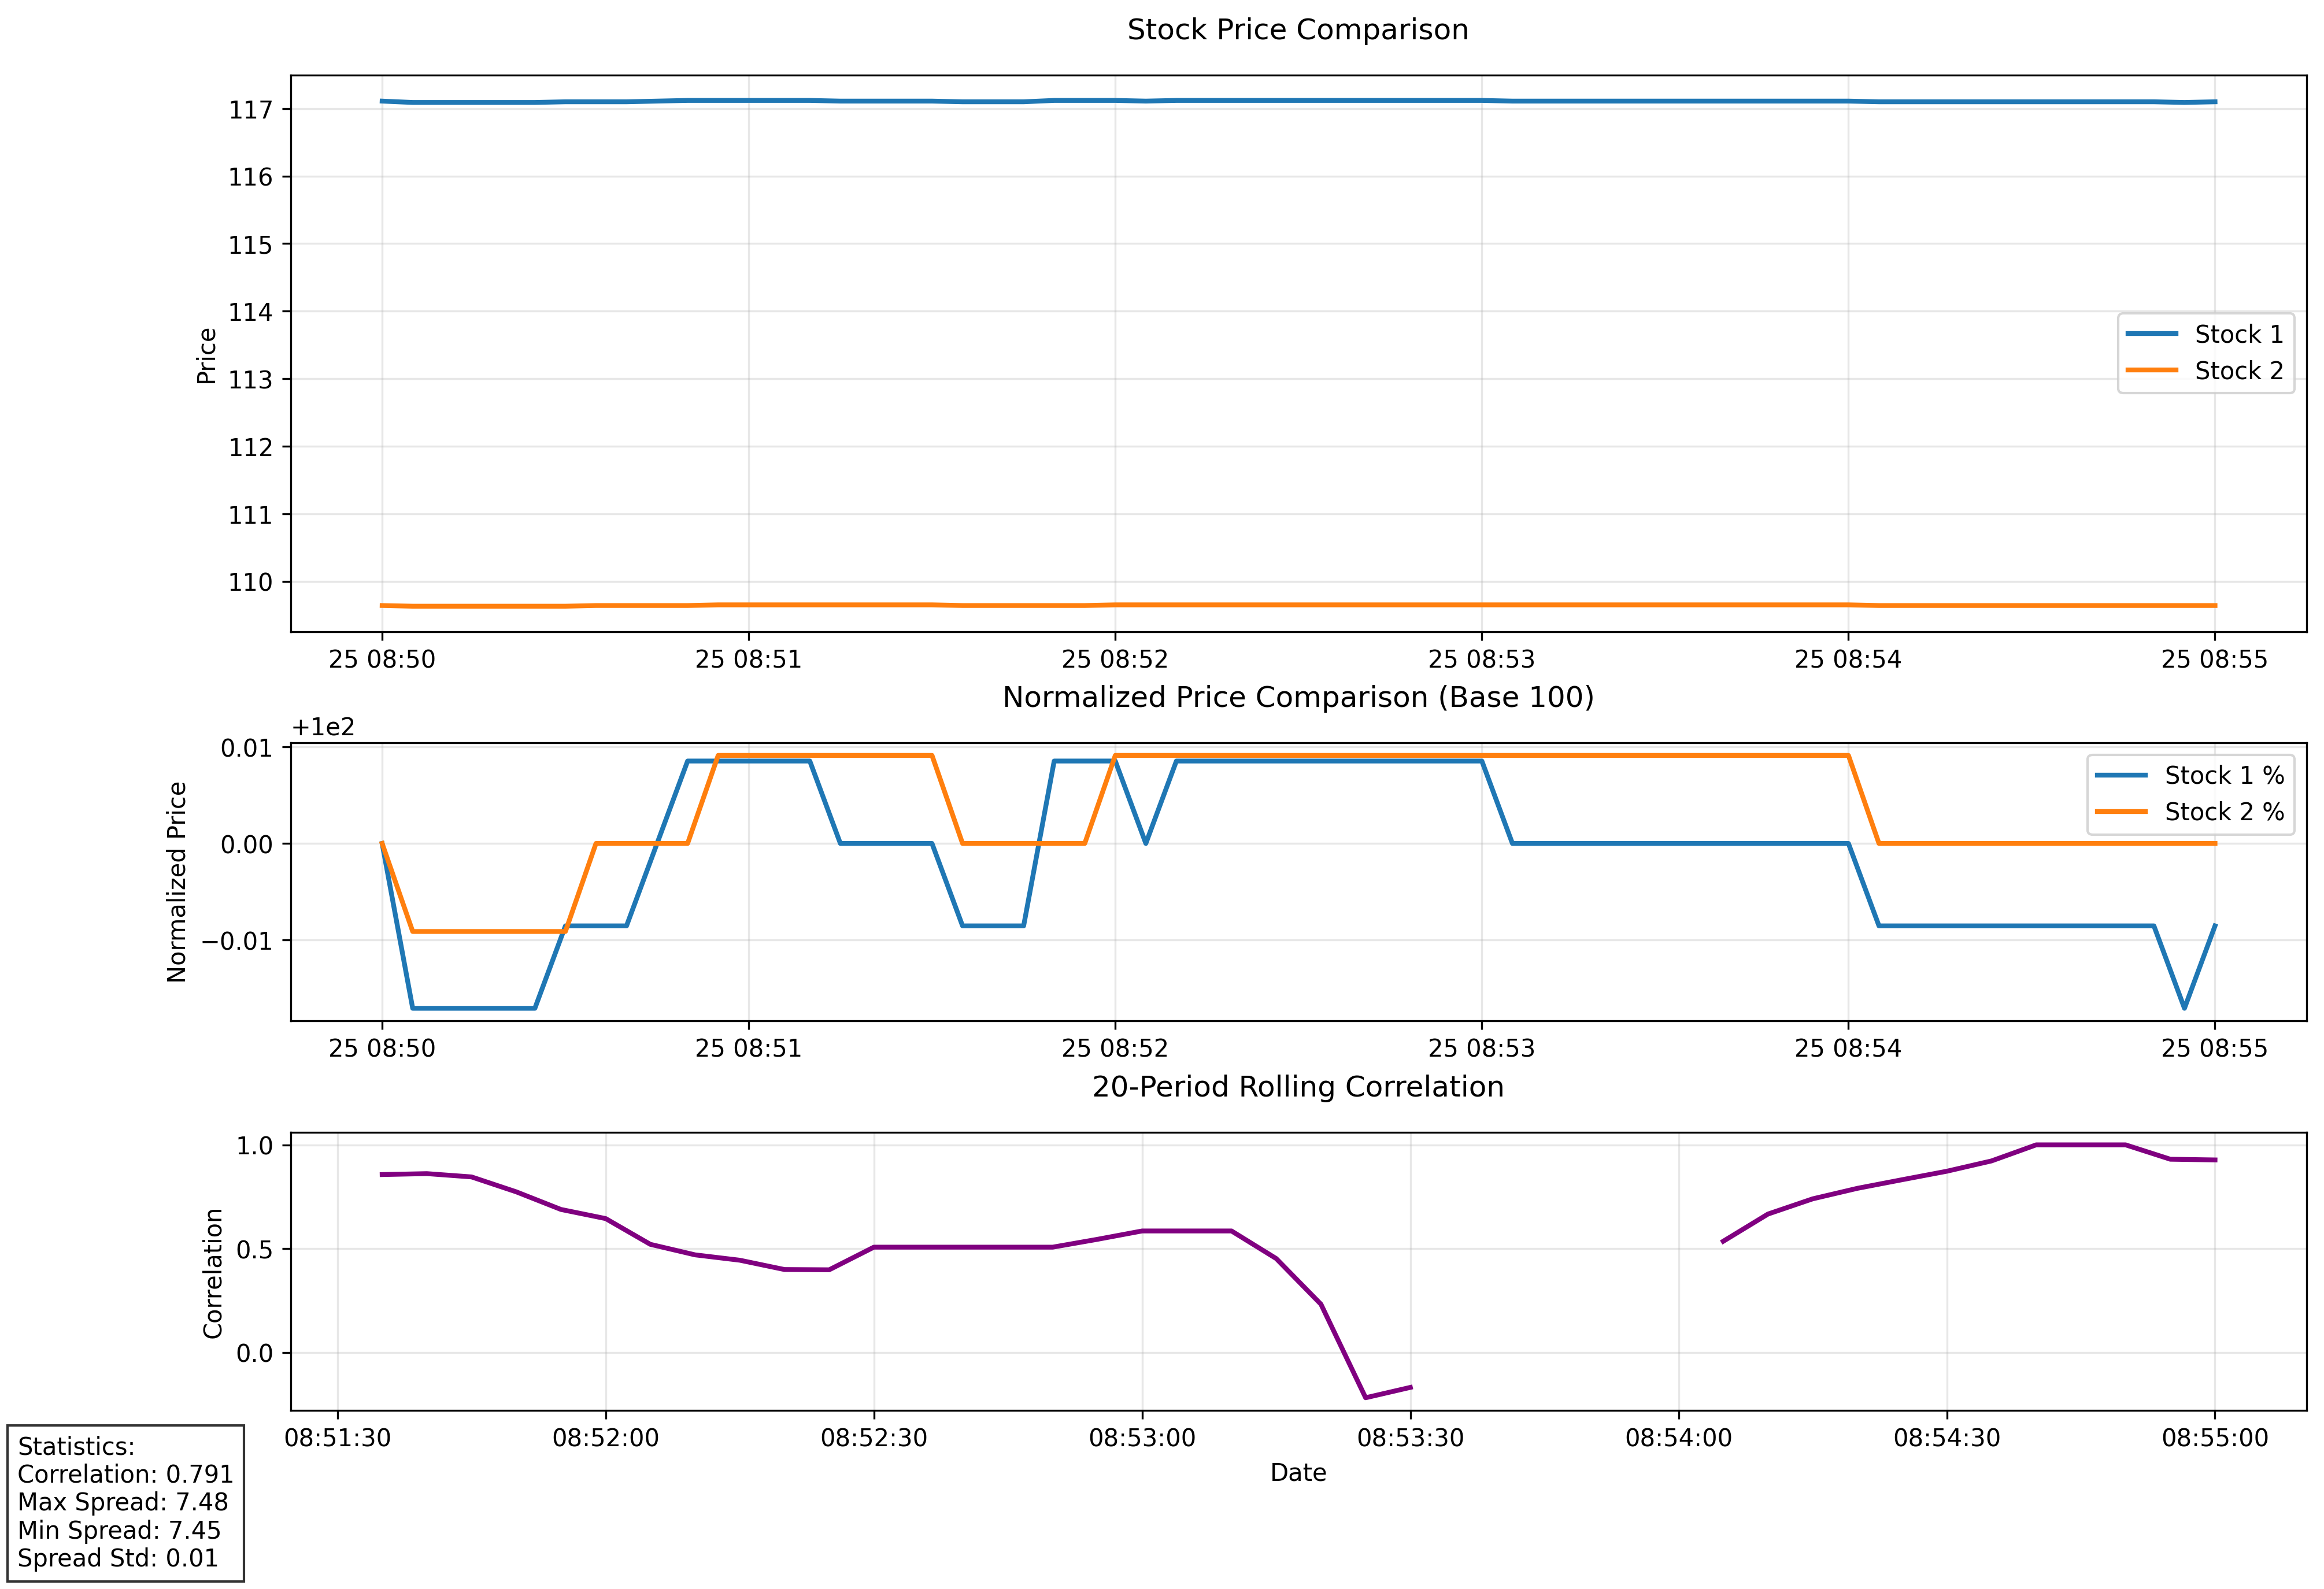 Stock Price Comparison
117
116
115
114
113
112
111
110
Price
Stock 1
Stock 2
25 08:50 25 08:51 25 08:52 25 08:53 25 08:54 25 08:55
Normalized Price Comparison (Base 100)
+1e2
0.01
0.00
−0.01
Normalized Price
Stock 1 %
Stock 2 %
25 08:50 25 08:51 25 08:52 25 08:53 25 08:54 25 08:55
20-Period Rolling Correlation
1.0
0.5
0.0
Correlation
08:51:30 08:52:00 08:52:30 08:53:00 08:53:30 08:54:00 08:54:30 08:55:00
Date
Statistics:
Correlation: 0.791
Max Spread: 7.48
Min Spread: 7.45
Spread Std: 0.01